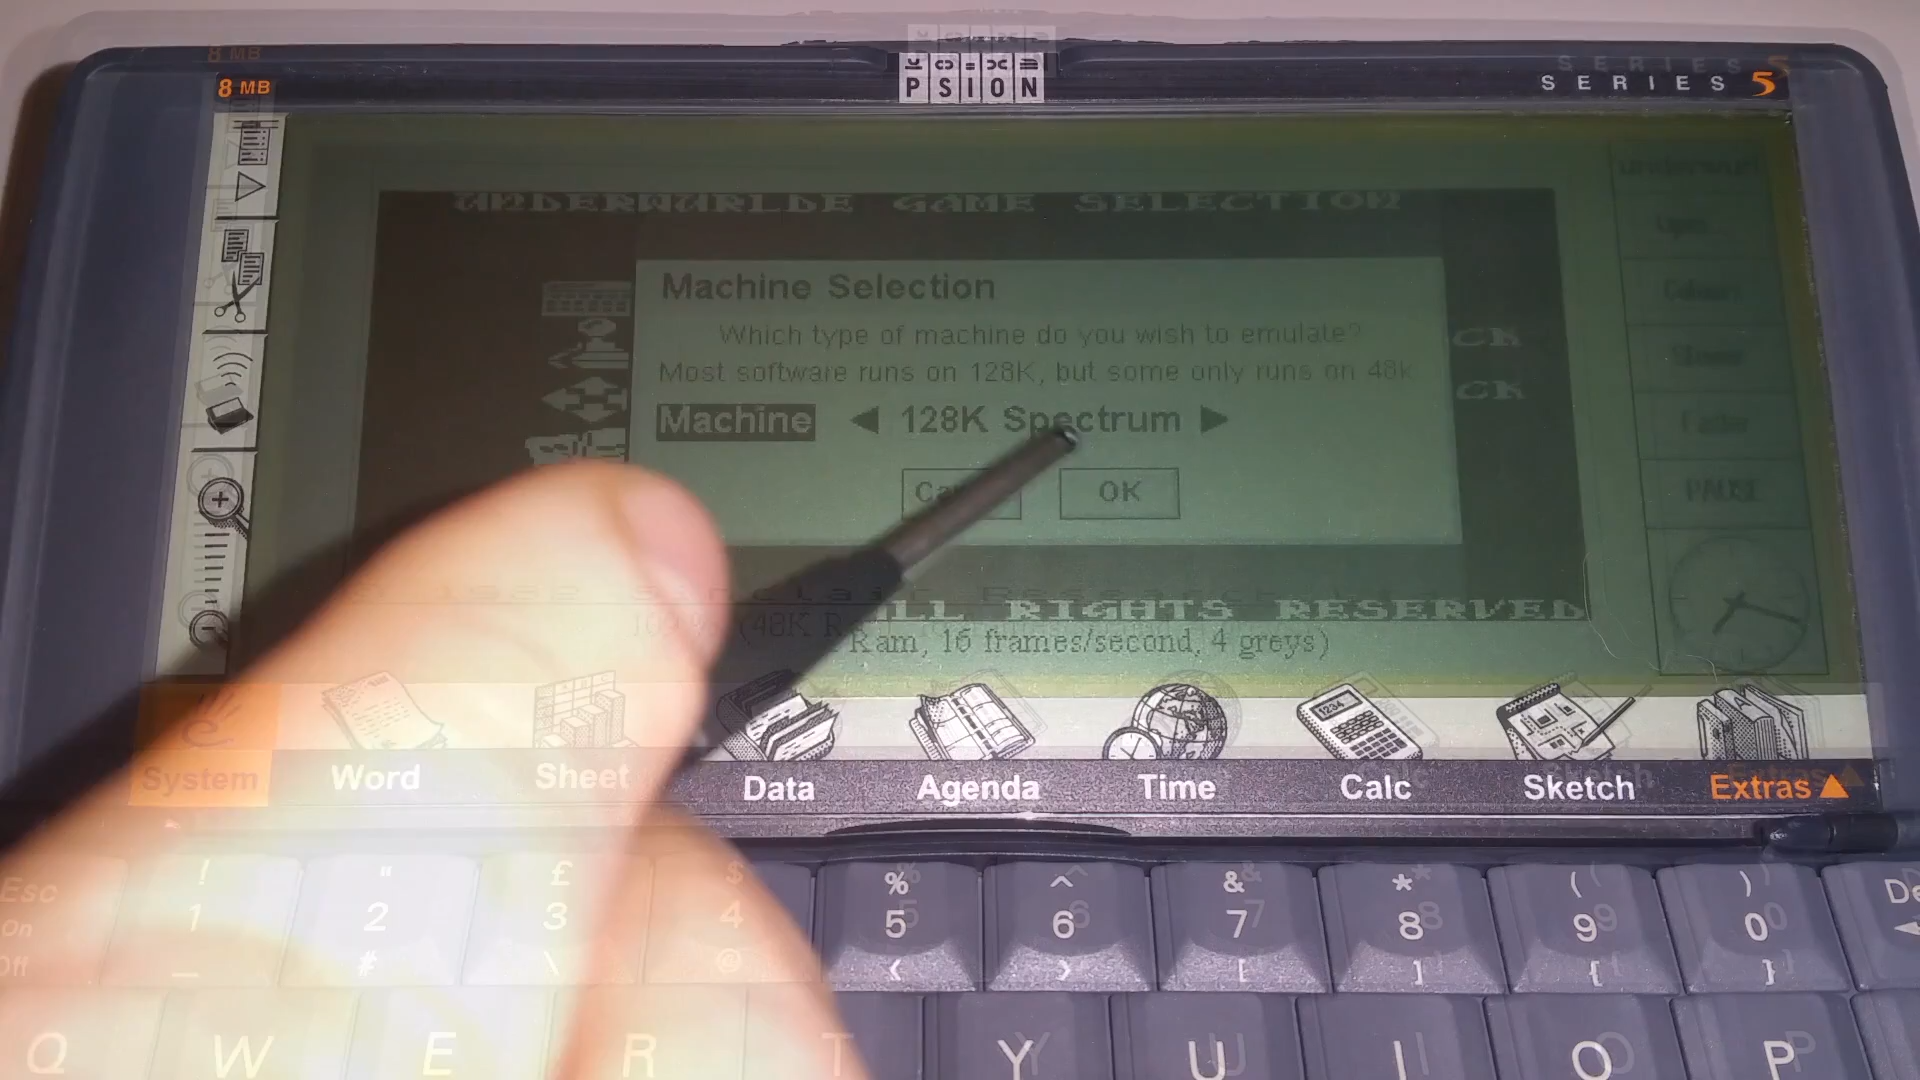 8 MB
PSION
SERIES 5
UNDERWURLDE GAME SELECTION
Machine Selection
Which type of machine do you wish to emulate?
Most software runs on 128K, but some only runs on 48k
Machine 128K Spectrum
OK
PAUSE
ALL RIGHTS RESERVED
Ram, 16 frames/second, 4 greys)
System Word Sheet Data Agenda Time Calc Sketch Extras
Esc ! " £ $ % ^ & * ( )
On 1 2 3 4 5 6 7 8 9 0
Off _ # \ @ < > [ ] { }
Q W E R T Y U I O P